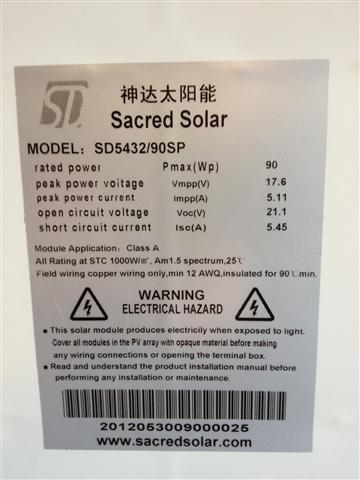 SD
神达太阳能
Sacred Solar
MODEL: SD5432/90SP
rated power Pmax(Wp) 90
peak power voitage Vmpp(V) 17.6
peak power current Impp(A) 5.11
open circuit voltage Voc(V) 21.1
short circuit current Isc(A) 5.45
Module Application: Class A
All Rating at STC 1000W/㎡, Am1.5 spectrum,25℃
Field wiring copper wiring only,min 12 AWQ,insulated for 90℃min.
WARNING
ELECTRICAL HAZARD
● This solar module produces electricily when exposed to light.
Cover all modules in the PV array with opaque material before making
any wiring connections or opening the terminal box.
● Read and understand the product installation manual before
performing any installation or maintenance.
2012053009000025
www.sacredsolar.com